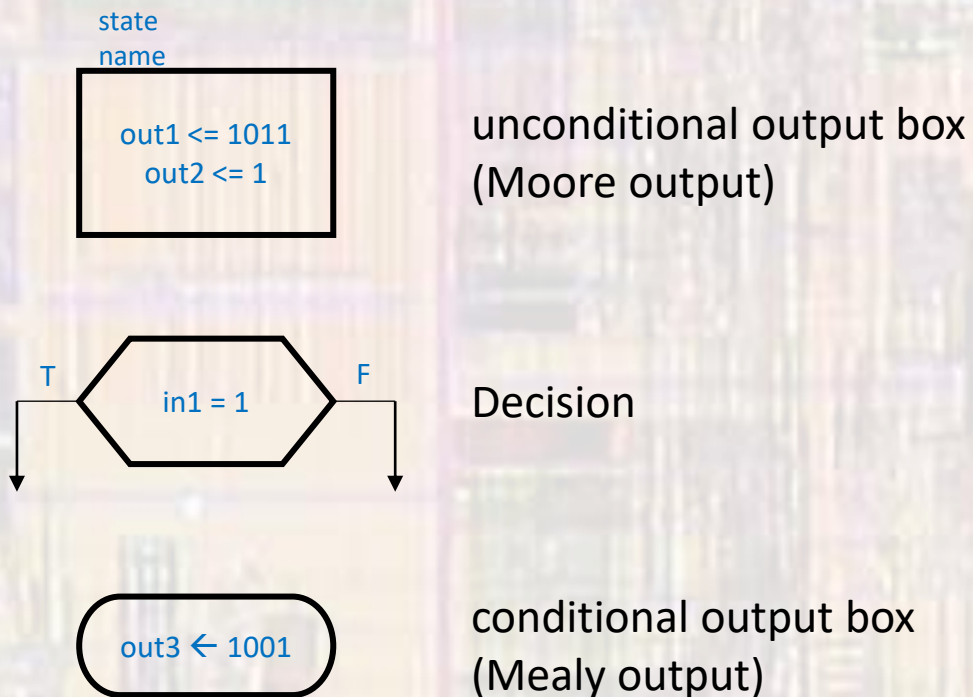 state
name
out1 <= 1011
out2 <= 1
unconditional output box
(Moore output)
T
in1 = 1
F
Decision
out3 ← 1001
conditional output box
(Mealy output)